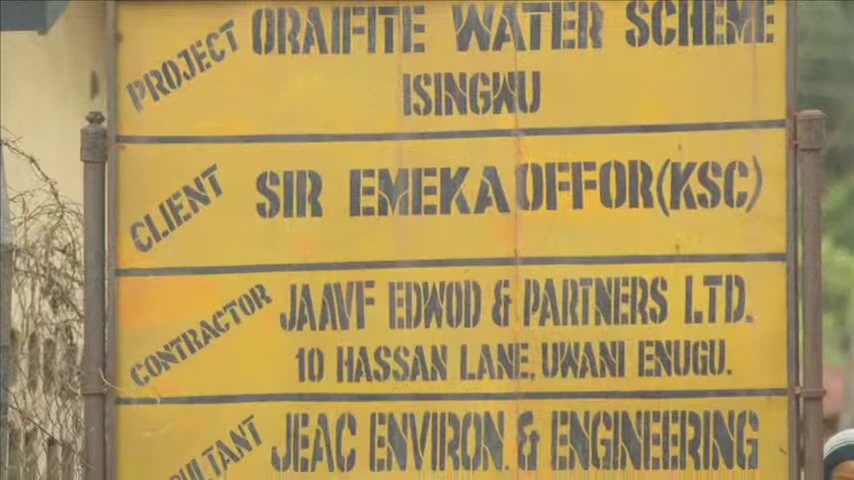 PROJECT ORAIFITE WATER SCHEME
ISINGWU
CLIENT SIR EMEKA OFFOR (KSC)
CONTRACTOR JAAVF EDWOD & PARTNERS LTD.
10 HASSAN LANE, UWANI ENUGU.
SULTANT JEAC ENVIRON. & ENGINEERING